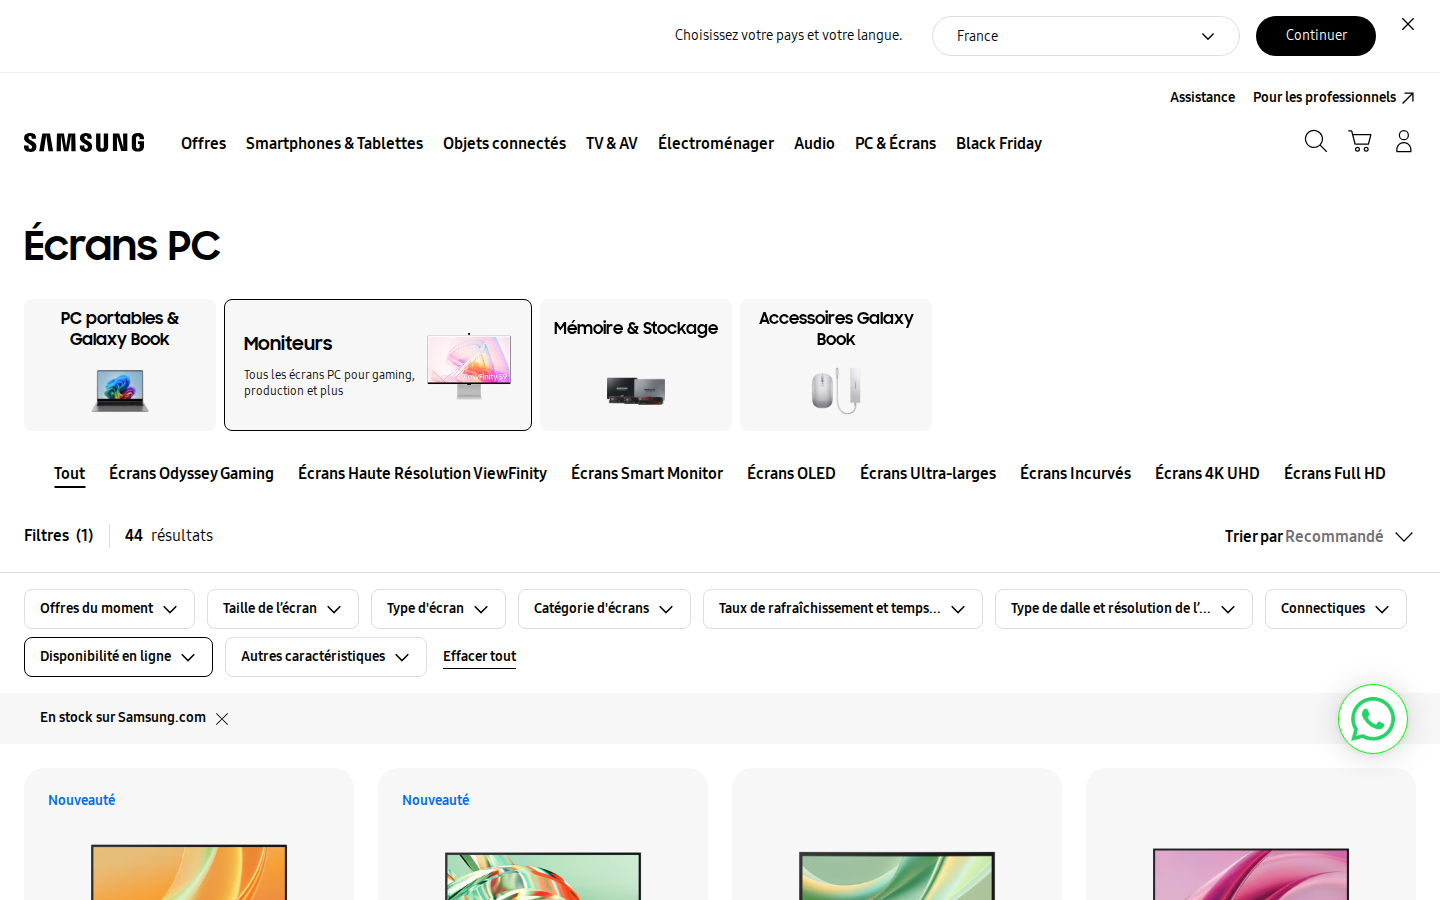 Choisissez votre pays et votre langue.
France
Continuer
Assistance
Pour les professionnels
SAMSUNG
Offres
Smartphones & Tablettes
Objets connectés
TV & AV
Électroménager
Audio
PC & Écrans
Black Friday
Écrans PC
PC portables &
Galaxy Book
Moniteurs
Tous les écrans PC pour gaming,
production et plus
ViewFinity S9
Mémoire & Stockage
Accessoires Galaxy
Book
Tout
Écrans Odyssey Gaming
Écrans Haute Résolution ViewFinity
Écrans Smart Monitor
Écrans OLED
Écrans Ultra-larges
Écrans Incurvés
Écrans 4K UHD
Écrans Full HD
Filtres (1)
44 résultats
Trier par Recommandé
Offres du moment
Taille de l’écran
Type d'écran
Catégorie d'écrans
Taux de rafraîchissement et temps...
Type de dalle et résolution de l’...
Connectiques
Disponibilité en ligne
Autres caractéristiques
Effacer tout
En stock sur Samsung.com
Nouveauté
Nouveauté